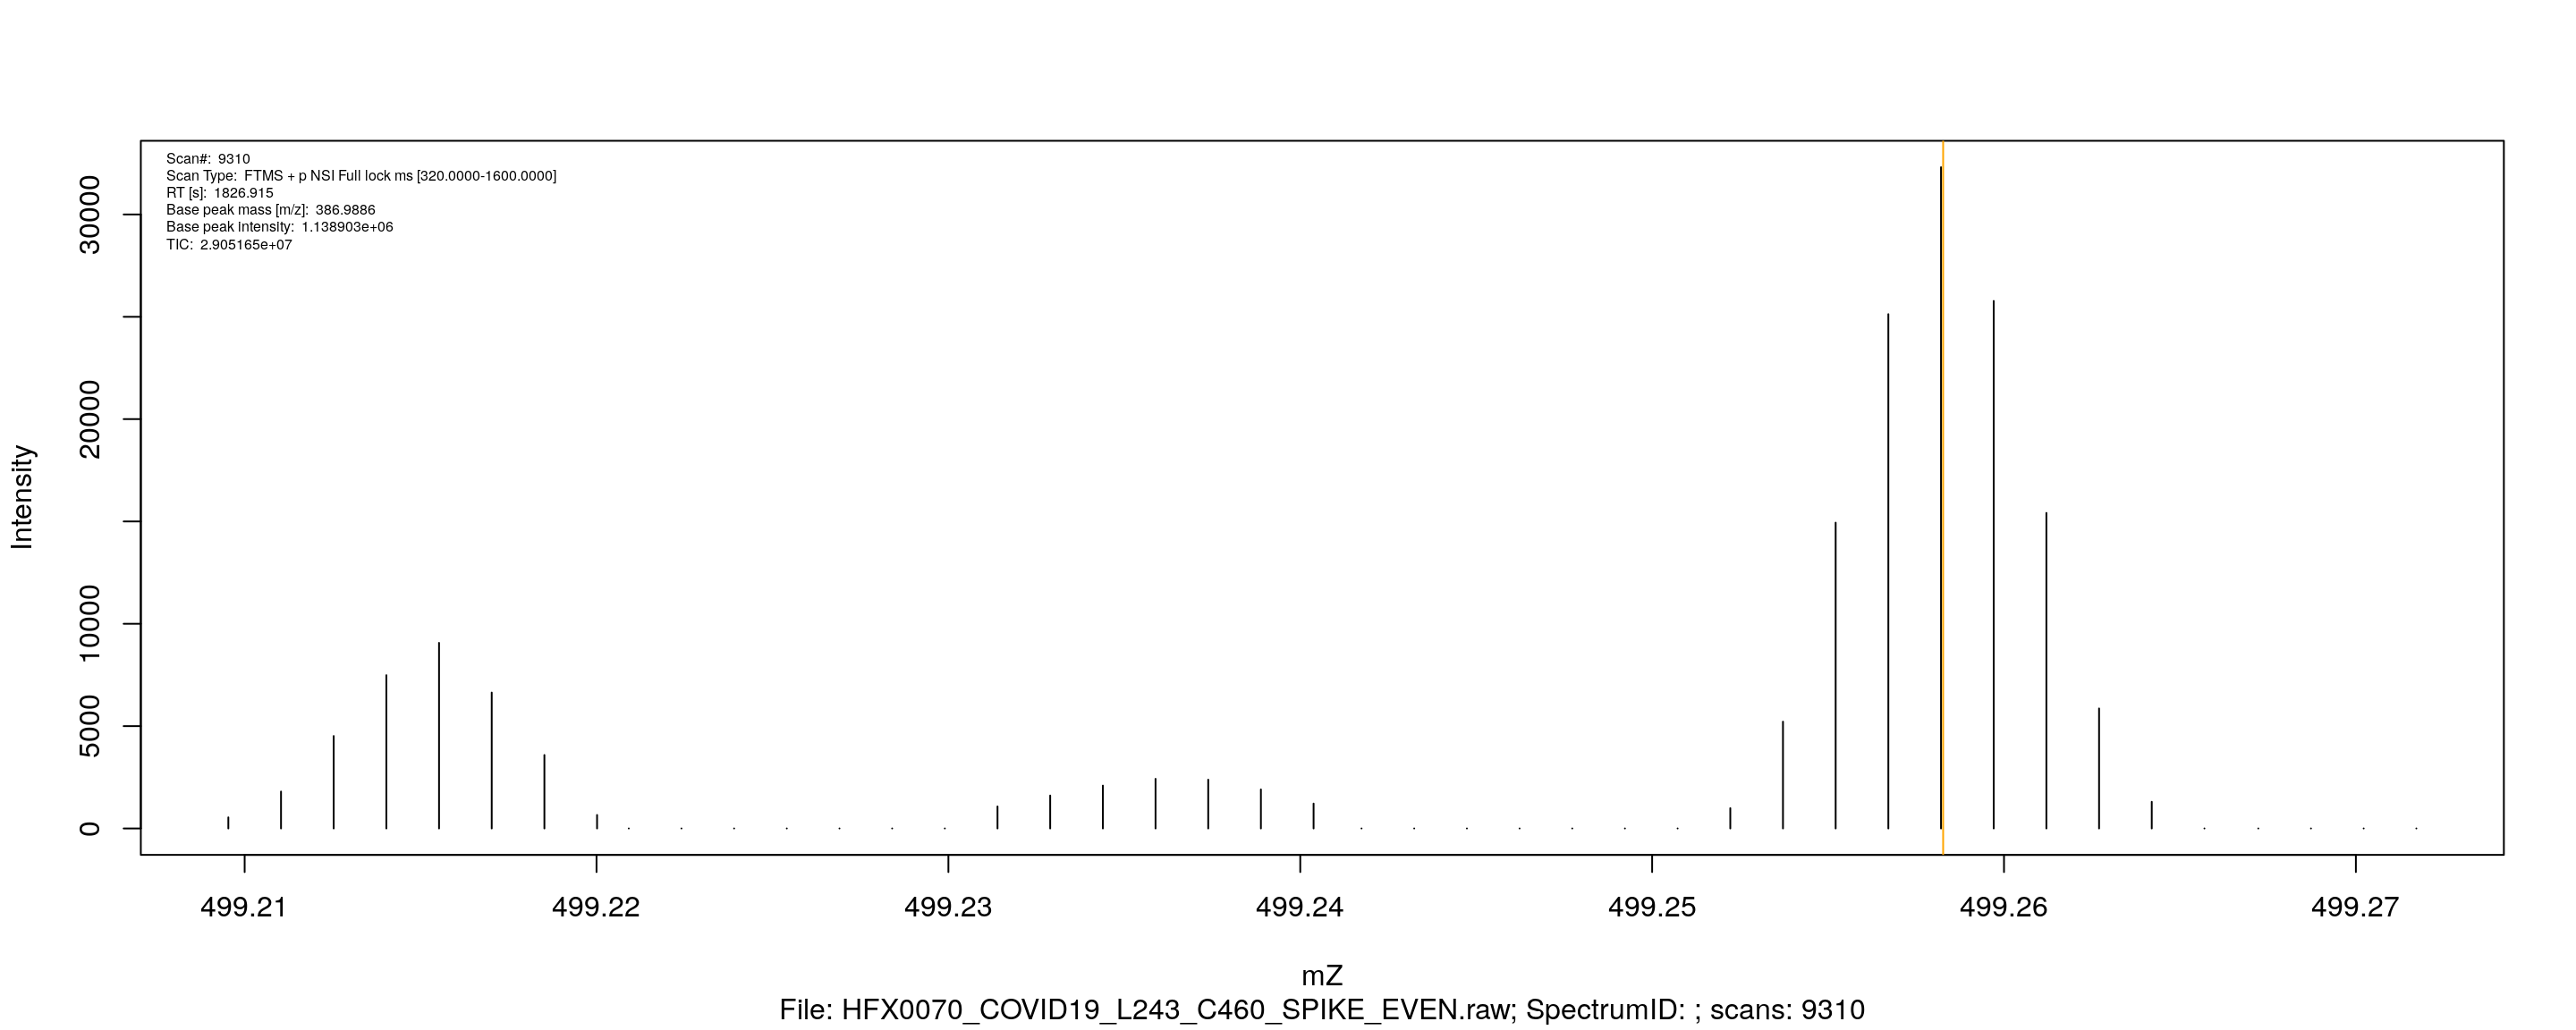 Scan#: 9310
Scan Type: FTMS + p NSI Full lock ms [320.0000-1600.0000]
RT [s]: 1826.915
Base peak mass [m/z]: 386.9886
Base peak intensity: 1.138903e+06
TIC: 2.905165e+07
Intensity
30000
20000
10000
5000
0
499.21 499.22 499.23 499.24 499.25 499.26 499.27
mZ
File: HFX0070_COVID19_L243_C460_SPIKE_EVEN.raw; SpectrumID: ; scans: 9310